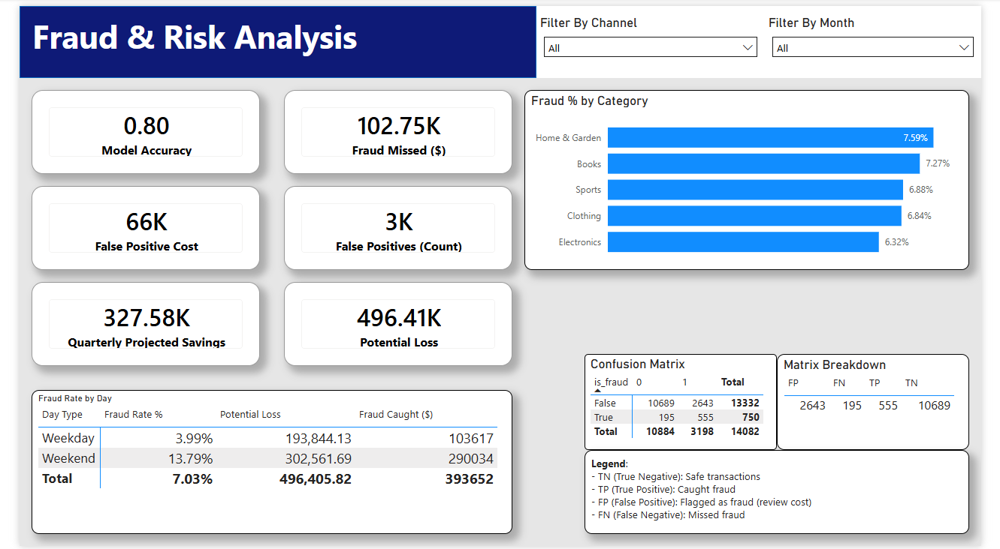 Fraud & Risk Analysis
Filter By Channel
All
Filter By Month
All
0.80
Model Accuracy
102.75K
Fraud Missed ($)
66K
False Positive Cost
3K
False Positives (Count)
327.58K
Quarterly Projected Savings
496.41K
Potential Loss
Fraud % by Category
Home & Garden 7.59%
Books 7.27%
Sports 6.88%
Clothing 6.84%
Electronics 6.32%
Fraud Rate by Day
Day Type Fraud Rate % Potential Loss Fraud Caught ($)
Weekday 3.99% 193,844.13 103617
Weekend 13.79% 302,561.69 290034
Total 7.03% 496,405.82 393652
Confusion Matrix
is_fraud 0 1 Total
False 10689 2643 13332
True 195 555 750
Total 10884 3198 14082
Matrix Breakdown
FP FN TP TN
2643 195 555 10689
Legend:
- TN (True Negative): Safe transactions
- TP (True Positive): Caught fraud
- FP (False Positive): Flagged as fraud (review cost)
- FN (False Negative): Missed fraud